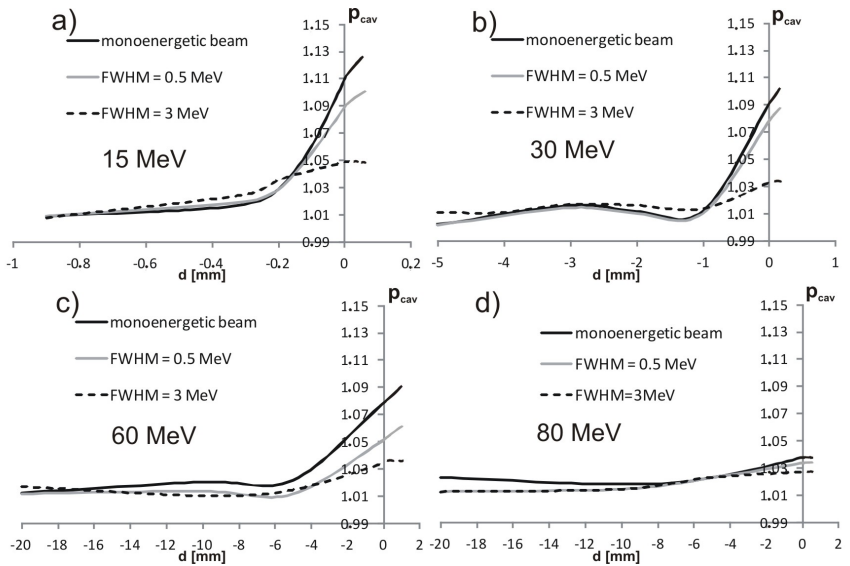 a)
p cav
1.15
monoenergetic beam
1.13
FWHM = 0.5 MeV
1.11
1.09
FWHM = 3 MeV
1.07
15 MeV
1.05
1.03
1.01
0.99
-1 -0.8 -0.6 -0.4 -0.2 0 0.2
d [mm]
b)
p cav
1.15
monoenergetic beam
1.13
FWHM = 0.5 MeV
1.11
1.09
FWHM = 3 MeV
1.07
30 MeV
1.05
1.03
1.01
0.99
-5 -4 -3 -2 -1 0 1
d [mm]
c)
p cav
1.15
monoenergetic beam
1.13
FWHM = 0.5 MeV
1.11
1.09
FWHM = 3 MeV
1.07
60 MeV
1.05
1.03
1.01
0.99
-20 -18 -16 -14 -12 -10 -8 -6 -4 -2 0 2
d [mm]
d)
p cav
1.15
monoenergetic beam
1.13
FWHM = 0.5 MeV
1.11
1.09
FWHM=3MeV
1.07
80 MeV
1.05
1.03
1.01
0.99
-20 -18 -16 -14 -12 -10 -8 -6 -4 -2 0 2
d [mm]